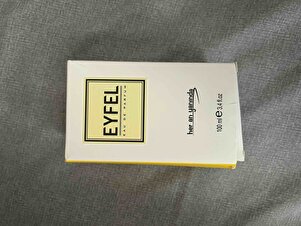 EYFEL
EAU DE PARFUM
her an yanında
100 ml e 3.4 fl.oz